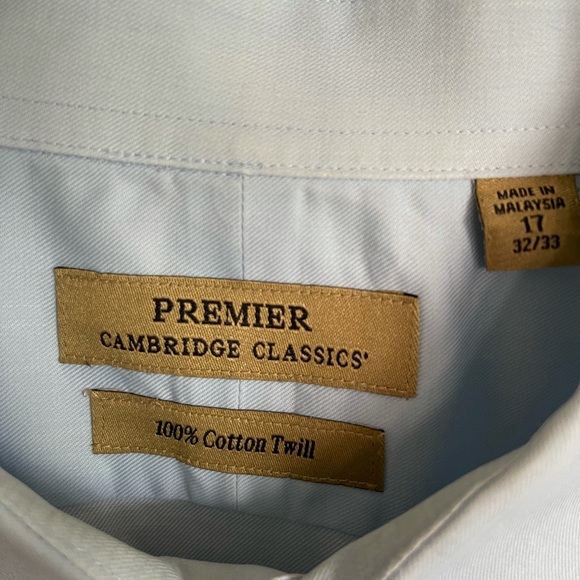 MADE IN
MALAYSIA
17
32/33
PREMIER
CAMBRIDGE CLASSICS®
100% Cotton Twill